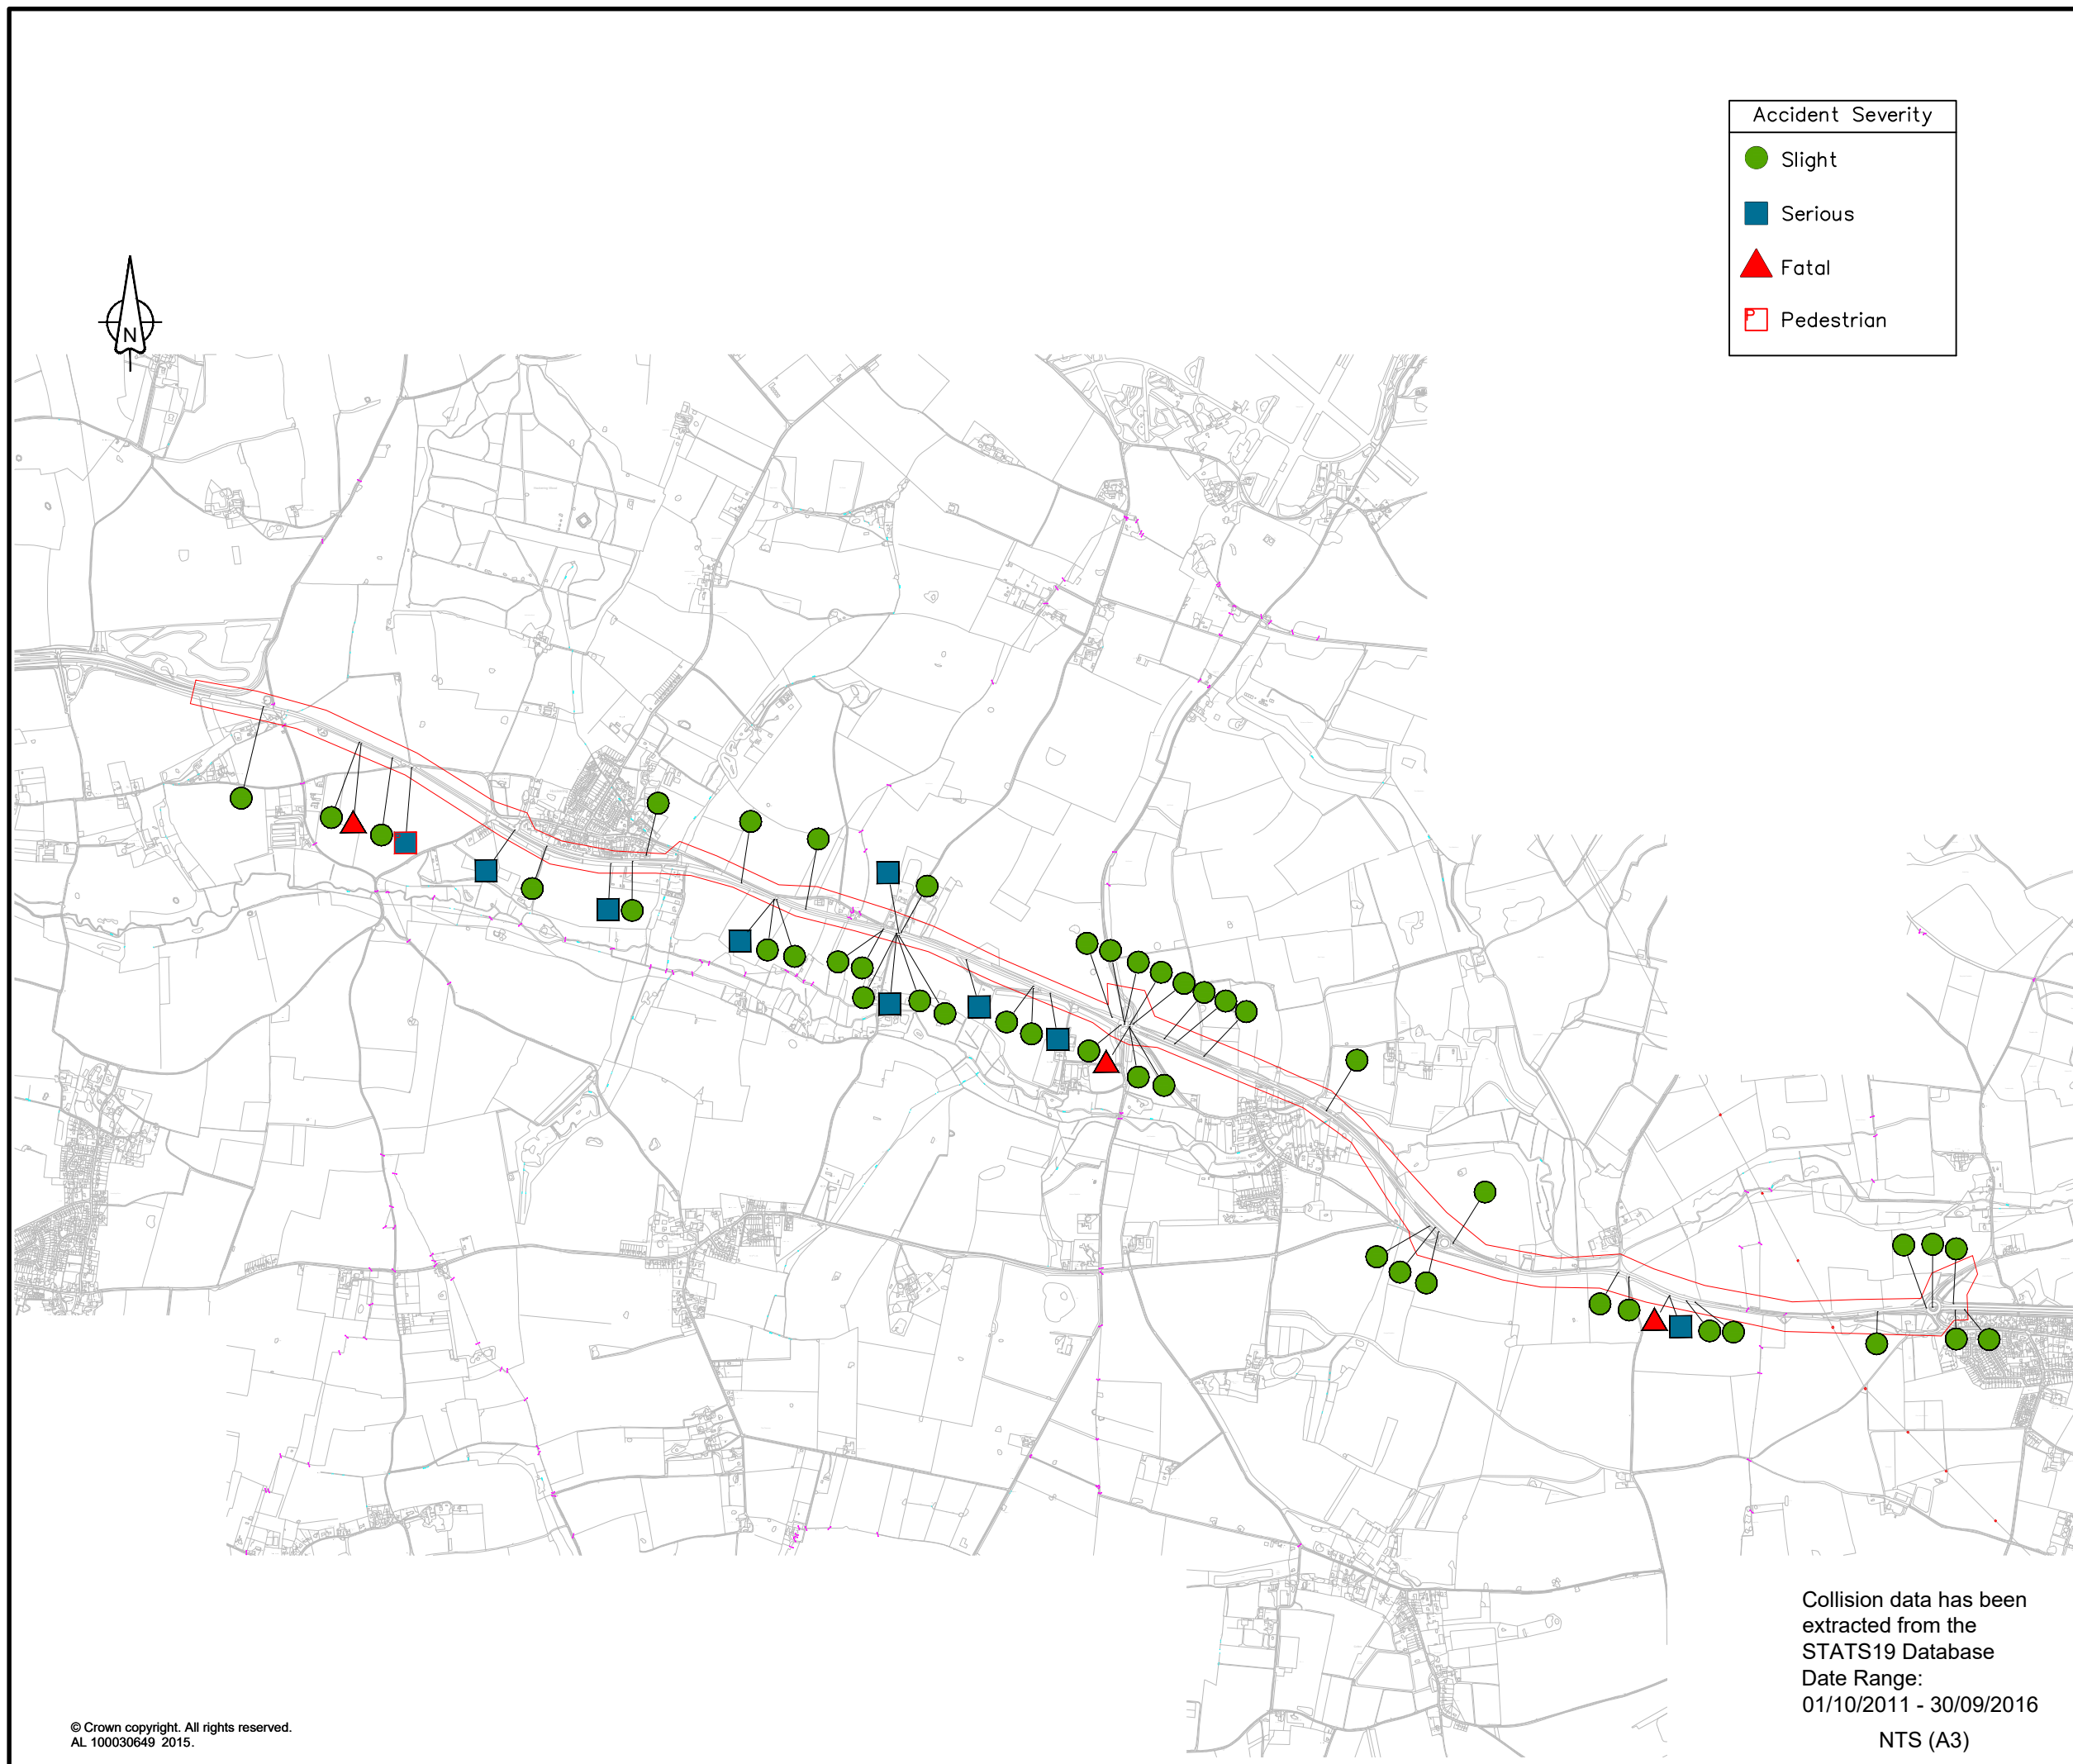 Accident Severity
Slight
Serious
Fatal
P Pedestrian
N
Collision data has been
extracted from the
STATS19 Database
Date Range:
01/10/2011 - 30/09/2016
NTS (A3)
© Crown copyright. All rights reserved.
AL 100030649 2015.